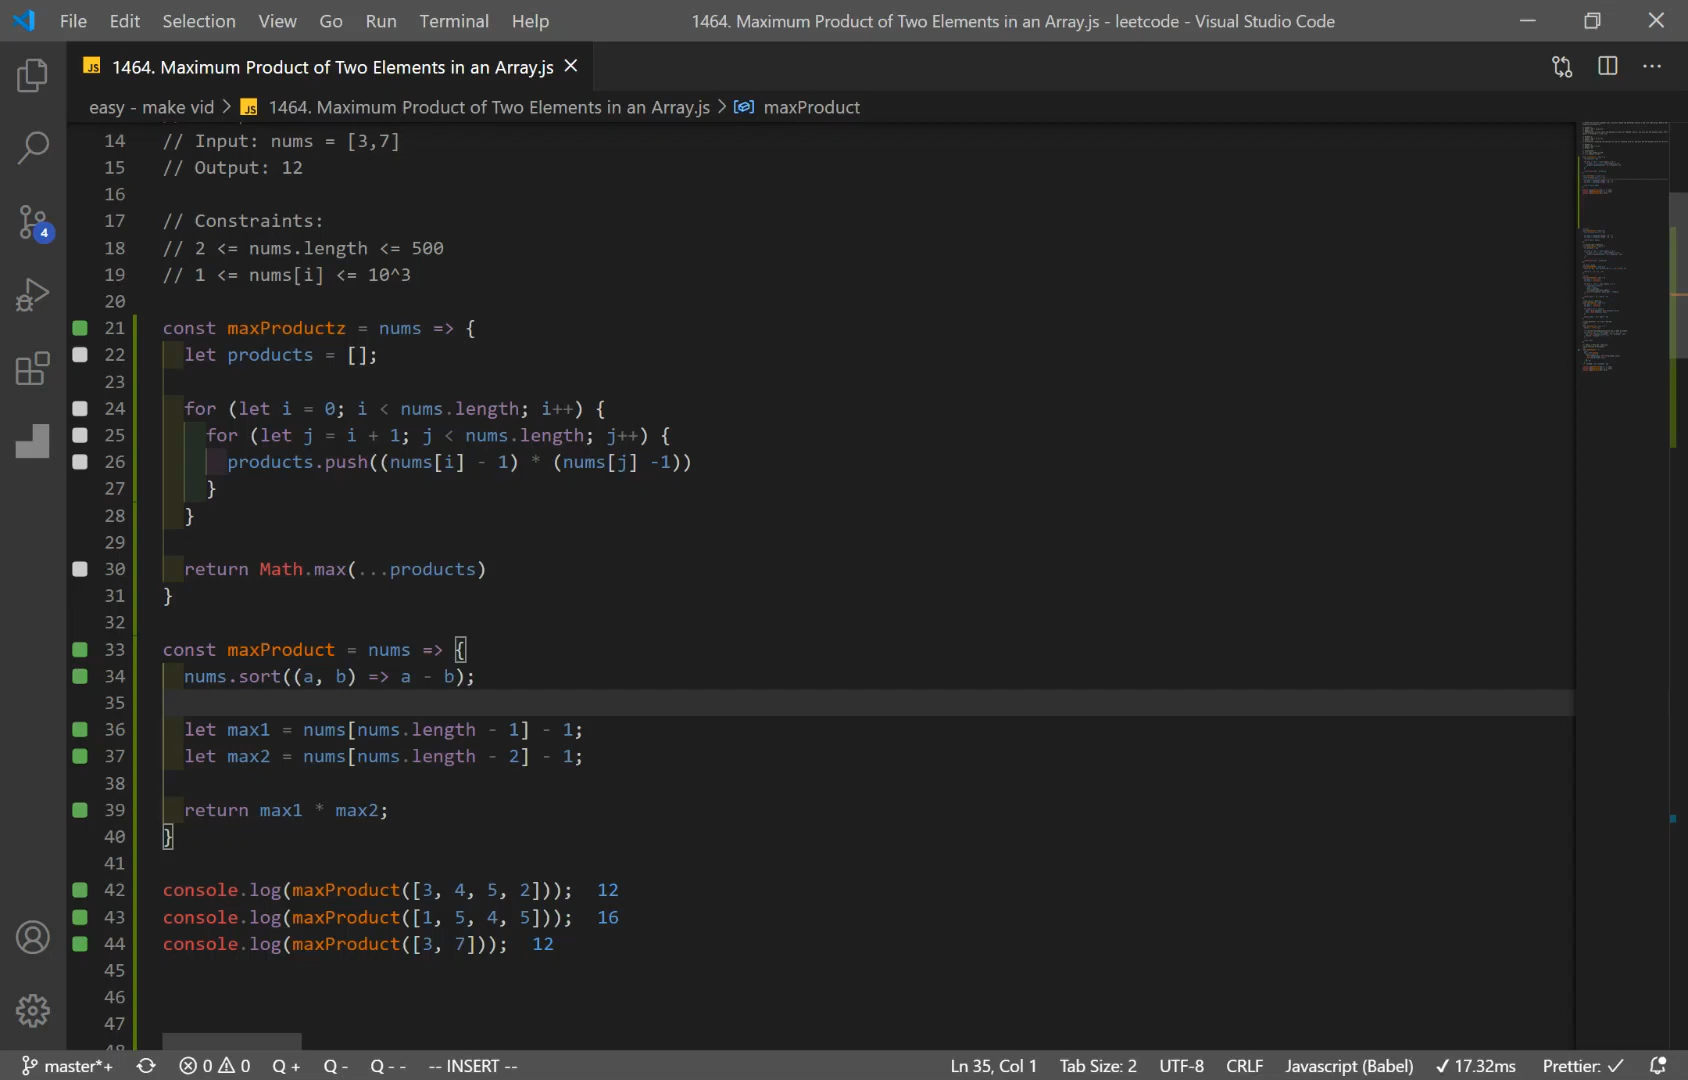 File Edit Selection View Go Run Terminal Help 1464. Maximum Product of Two Elements in an Array.js - leetcode - Visual Studio Code
JS 1464. Maximum Product of Two Elements in an Array.js
easy - make vid > JS 1464. Maximum Product of Two Elements in an Array.js > maxProduct
14 // Input: nums = [3,7]
15 // Output: 12
16
17 // Constraints:
18 // 2 <= nums.length <= 500
19 // 1 <= nums[i] <= 10^3
20
21 const maxProductz = nums => {
22 let products = [];
23
24 for (let i = 0; i < nums.length; i++) {
25 for (let j = i + 1; j < nums.length; j++) {
26 products.push((nums[i] - 1) * (nums[j] -1))
27 }
28 }
29
30 return Math.max(...products)
31 }
32
33 const maxProduct = nums => {
34 nums.sort((a, b) => a - b);
35
36 let max1 = nums[nums.length - 1] - 1;
37 let max2 = nums[nums.length - 2] - 1;
38
39 return max1 * max2;
40 }
41
42 console.log(maxProduct([3, 4, 5, 2])); 12
43 console.log(maxProduct([1, 5, 4, 5])); 16
44 console.log(maxProduct([3, 7])); 12
45
46
47
4
master*+ 0 0 Q + Q - Q - - -- INSERT -- Ln 35, Col 1 Tab Size: 2 UTF-8 CRLF Javascript (Babel) ✓ 17.32ms Prettier: ✓